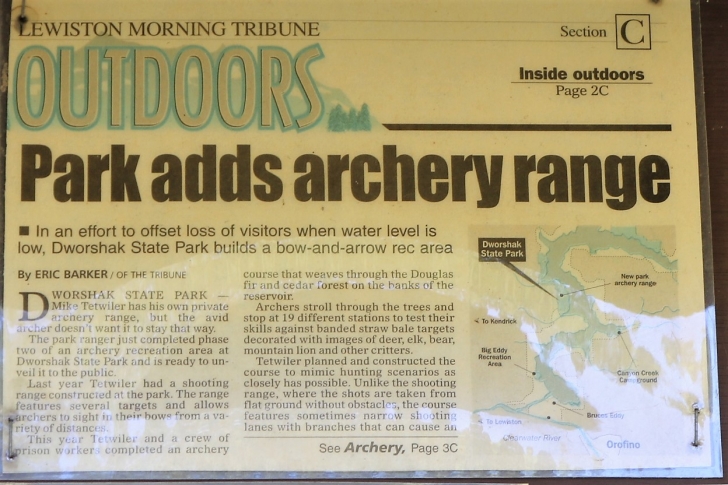 LEWISTON MORNING TRIBUNE
Section C
OUTDOORS
Inside outdoors
Page 2C
Park adds archery range
■ In an effort to offset loss of visitors when water level is
low, Dworshak State Park builds a bow-and-arrow rec area
By ERIC BARKER / OF THE TRIBUNE
DWORSHAK STATE PARK —
Mike Tetwiler has his own private
archery range, but the avid
archer doesn't want it to stay that way.
The park ranger just completed phase
two of an archery recreation area at
Dworshak State Park and is ready to un-
veil it to the public.
Last year Tetwiler had a shooting
range constructed at the park. The range
features several targets and allows
archers to sight in their bows from a va-
riety of distances.
This year Tetwiler and a crew of
prison workers completed an archery
course that weaves through the Douglas
fir and cedar forest on the banks of the
reservoir.
Archers stroll through the trees and
stop at 19 different stations to test their
skills against banded straw bale targets
decorated with images of deer, elk, bear,
mountain lion and other critters.
Tetwiler planned and constructed the
course to mimic hunting scenarios as
closely has possible. Unlike the shooting
range, where the shots are taken from
flat ground without obstacles, the course
features sometimes narrow shooting
lanes with branches that can cause an
See Archery, Page 3C
Dworshak
State Park
New park
archery range
To Kendrick
Big Eddy
Recreation
Area
Canyon Creek
Campground
Bruces Eddy
To Lewiston
Clearwater River
Orofino